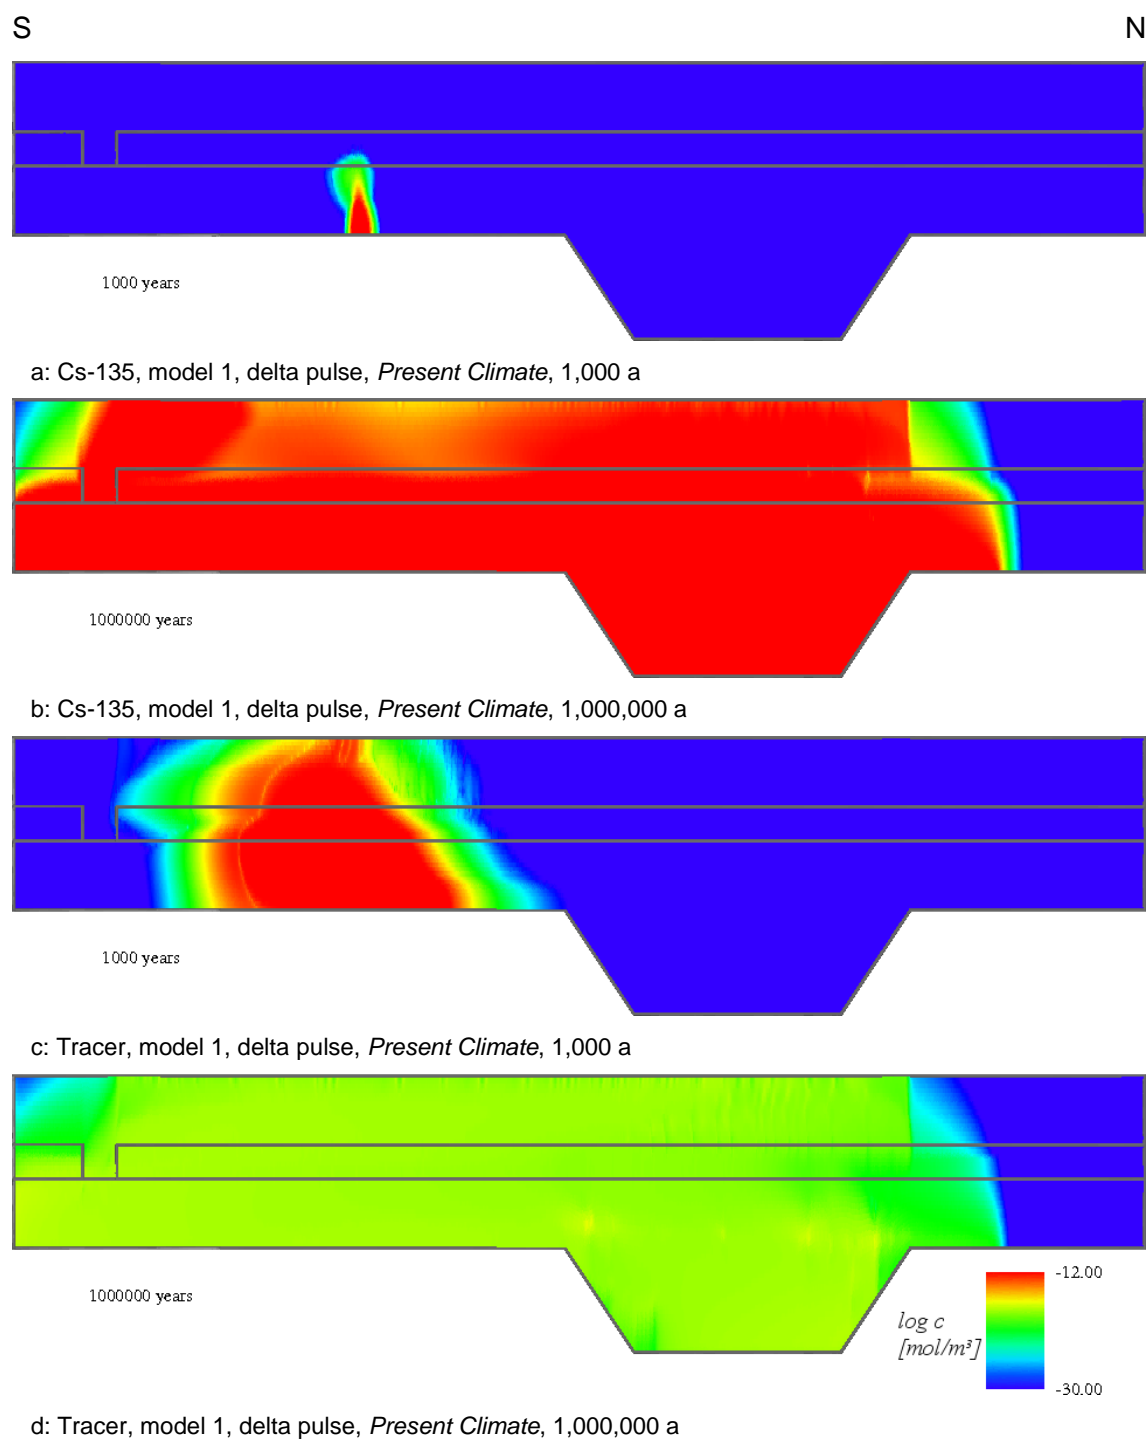 S N
1000 years
a: Cs-135, model 1, delta pulse, Present Climate, 1,000 a
1000000 years
b: Cs-135, model 1, delta pulse, Present Climate, 1,000,000 a
1000 years
c: Tracer, model 1, delta pulse, Present Climate, 1,000 a
1000000 years
-12.00
log c
[mol/m³]
-30.00
d: Tracer, model 1, delta pulse, Present Climate, 1,000,000 a